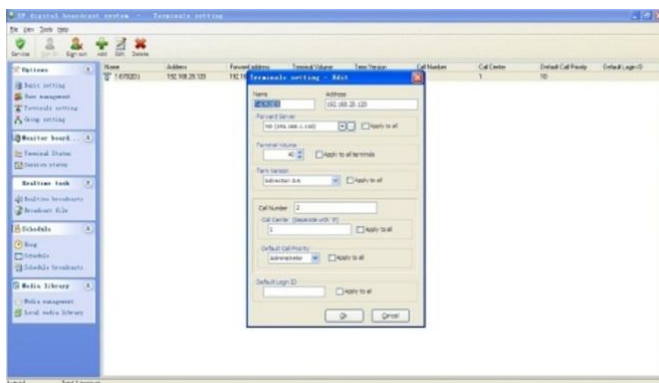 IP digital broadcast system - Terminals setting
Service Sign in Sign out Add Edit Delete
Name Address Forward address Terminal Volume Term Version Call Number Call Center Default Call Priority Default Login ID
192.168.20.120
1
10
Options
Basic setting
User management
Terminals setting
Group setting
Monitor board...
Terminal Status
Session status
Realtime task
Realtime broadcasts
Broadcast file
Schedule
Ring
Schedule
Schedule broadcasts
Media library
Media management
Local media library
Terminals setting - Edit
Name
Address
192.168.20.120
Forward Server
Apply to all
Terminal Volume
40
Apply to all terminals
Term Version
Apply to all
Call Number 2
Call Center (Separate with
1
Apply to all
Default Call Priority
Administrator
Apply to all
Default Login ID
Apply to all
Ok
Cancel